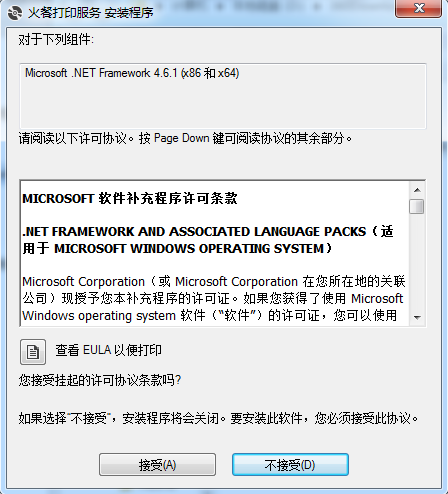 火餐打印服务 安装程序
对于下列组件:
Microsoft .NET Framework 4.6.1 (x86 和 x64)
请阅读以下许可协议。按 Page Down 键可阅读协议的其余部分。
MICROSOFT 软件补充程序许可条款
.NET FRAMEWORK AND ASSOCIATED LANGUAGE PACKS（适
用于 MICROSOFT WINDOWS OPERATING SYSTEM）
Microsoft Corporation（或 Microsoft Corporation 在您所在地的关联
公司）现授予您本补充程序的许可证。如果您获得了使用 Microsoft
Windows operating system 软件（“软件”）的许可证，您可以使用
查看 EULA 以便打印
您接受挂起的许可协议条款吗?
如果选择“不接受”，安装程序将会关闭。要安装此软件，您必须接受此协议。
接受(A)
不接受(D)